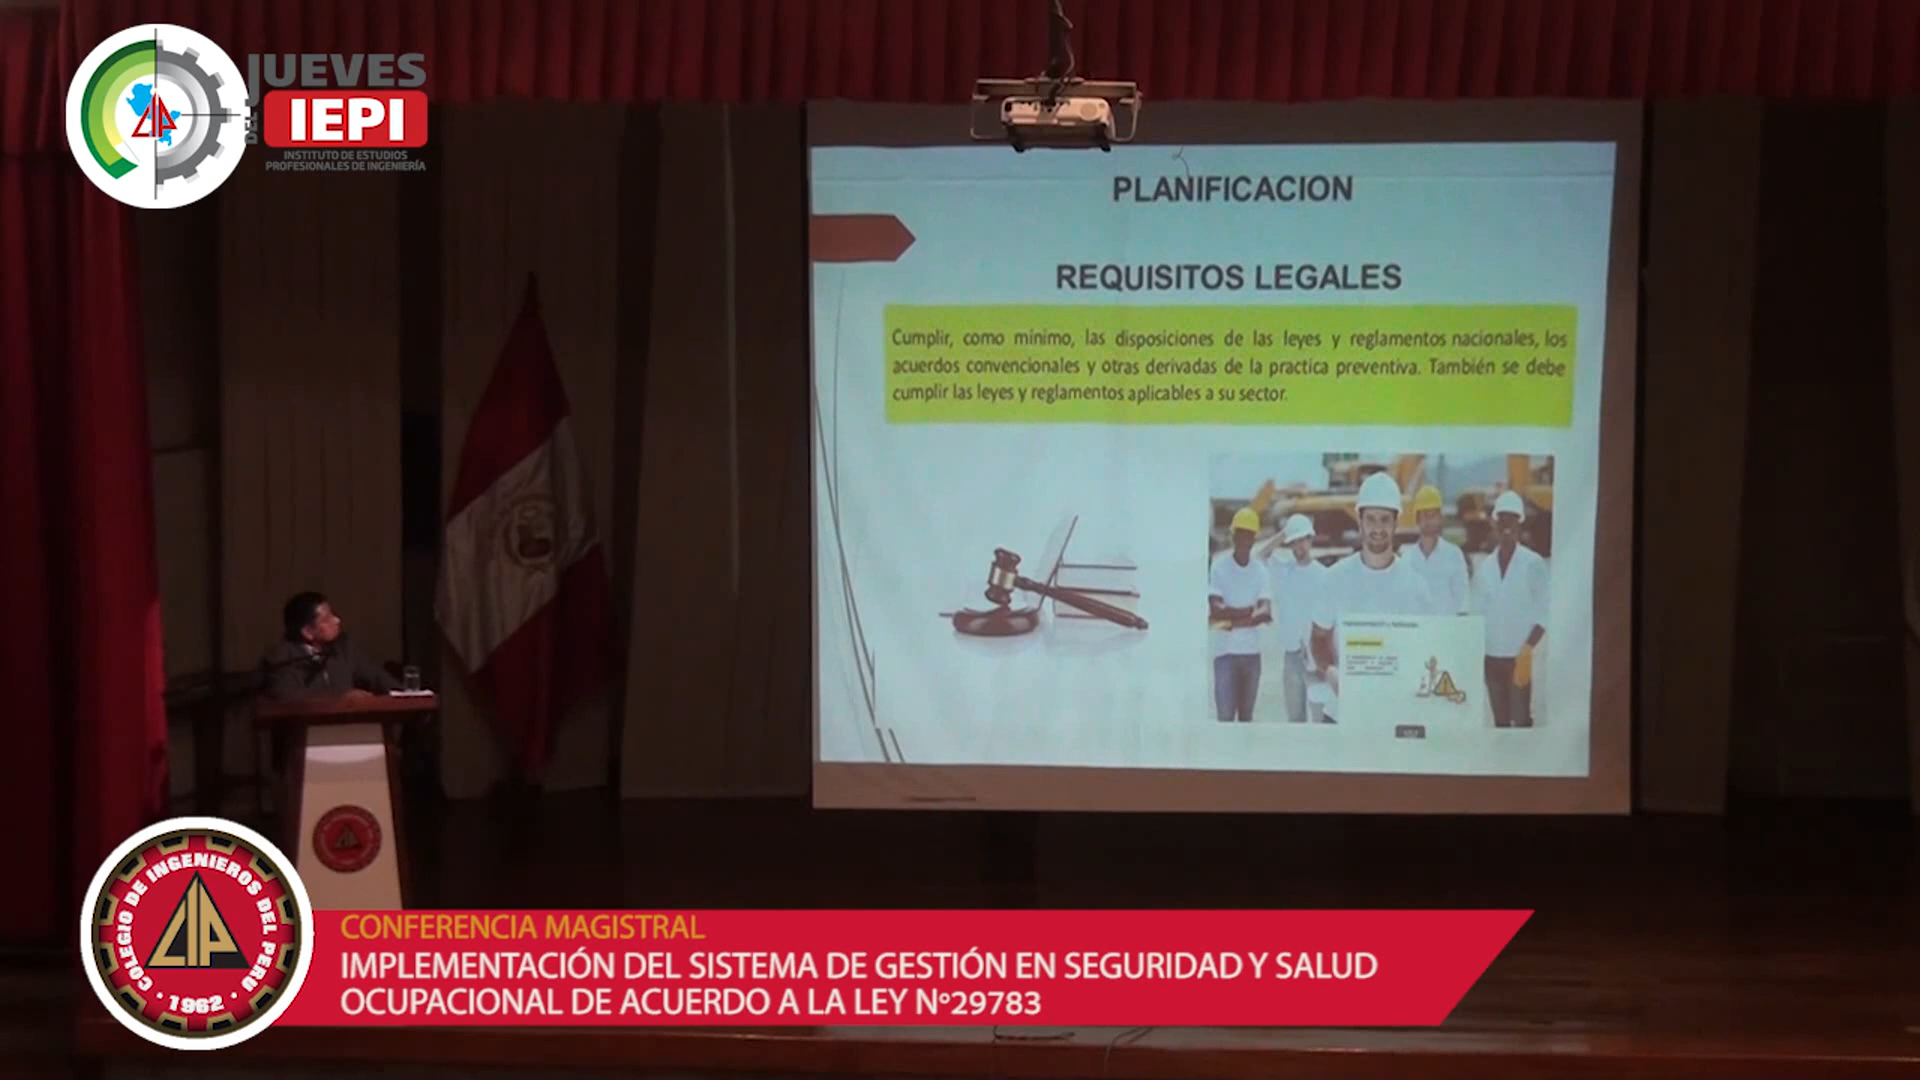 JUEVES
DEL
IEPI
INSTITUTO DE ESTUDIOS
PROFESIONALES DE INGENIERÍA
PLANIFICACION
REQUISITOS LEGALES
Cumplir, como mínimo, las disposiciones de las leyes y reglamentos nacionales, los
acuerdos convencionales y otras derivadas de la practica preventiva. También se debe
cumplir las leyes y reglamentos aplicables a su sector.
COLEGIO DE INGENIEROS DEL PERU
CIP
· 1962 ·
CONFERENCIA MAGISTRAL
IMPLEMENTACIÓN DEL SISTEMA DE GESTIÓN EN SEGURIDAD Y SALUD
OCUPACIONAL DE ACUERDO A LA LEY N°29783